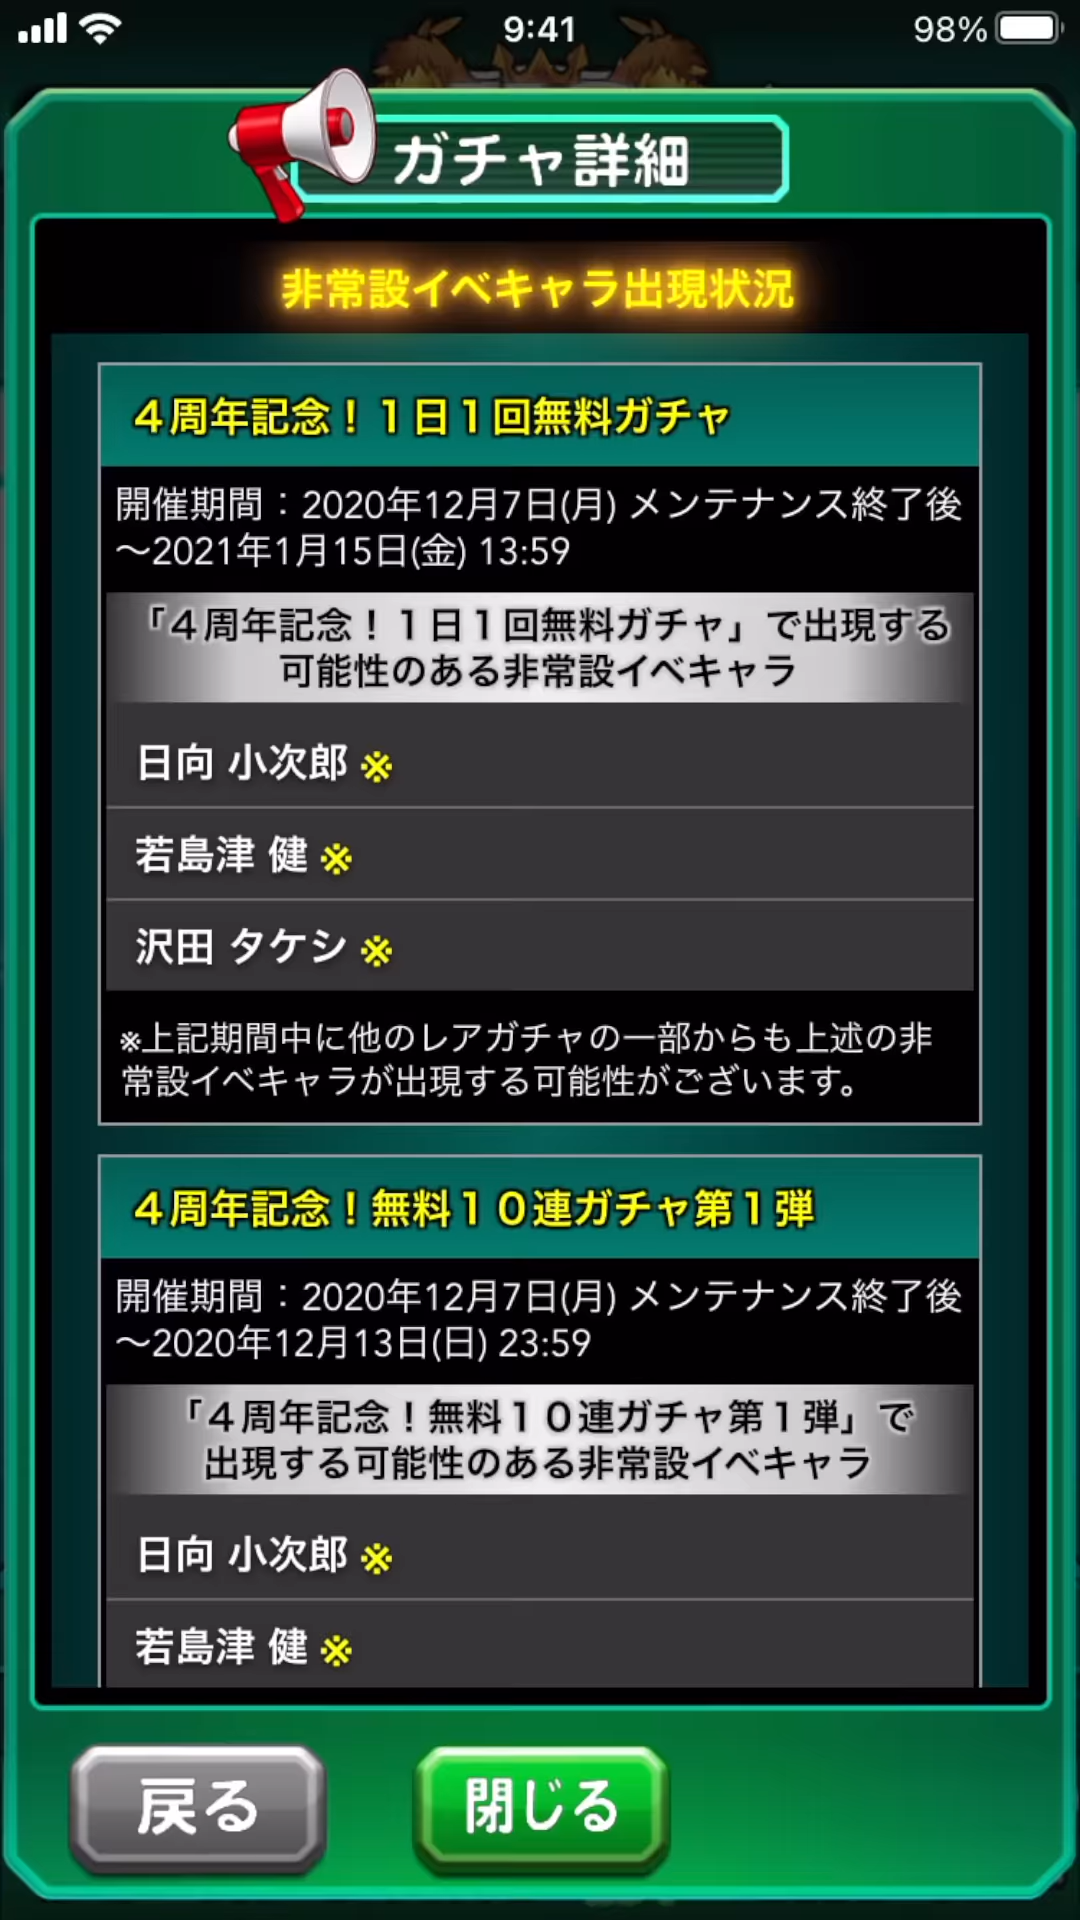 9:41
98%
ガチャ詳細
非常設イベキャラ出現状況
４周年記念！１日１回無料ガチャ
開催期間：2020年12月7日(月) メンテナンス終了後
〜2021年1月15日(金) 13:59
「４周年記念！１日１回無料ガチャ」で出現する
可能性のある非常設イベキャラ
日向 小次郎 ※
若島津 健 ※
沢田 タケシ ※
※上記期間中に他のレアガチャの一部からも上述の非
常設イベキャラが出現する可能性がございます。
４周年記念！無料１０連ガチャ第１弾
開催期間：2020年12月7日(月) メンテナンス終了後
〜2020年12月13日(日) 23:59
「４周年記念！無料１０連ガチャ第１弾」で
出現する可能性のある非常設イベキャラ
日向 小次郎 ※
若島津 健 ※
戻る
閉じる